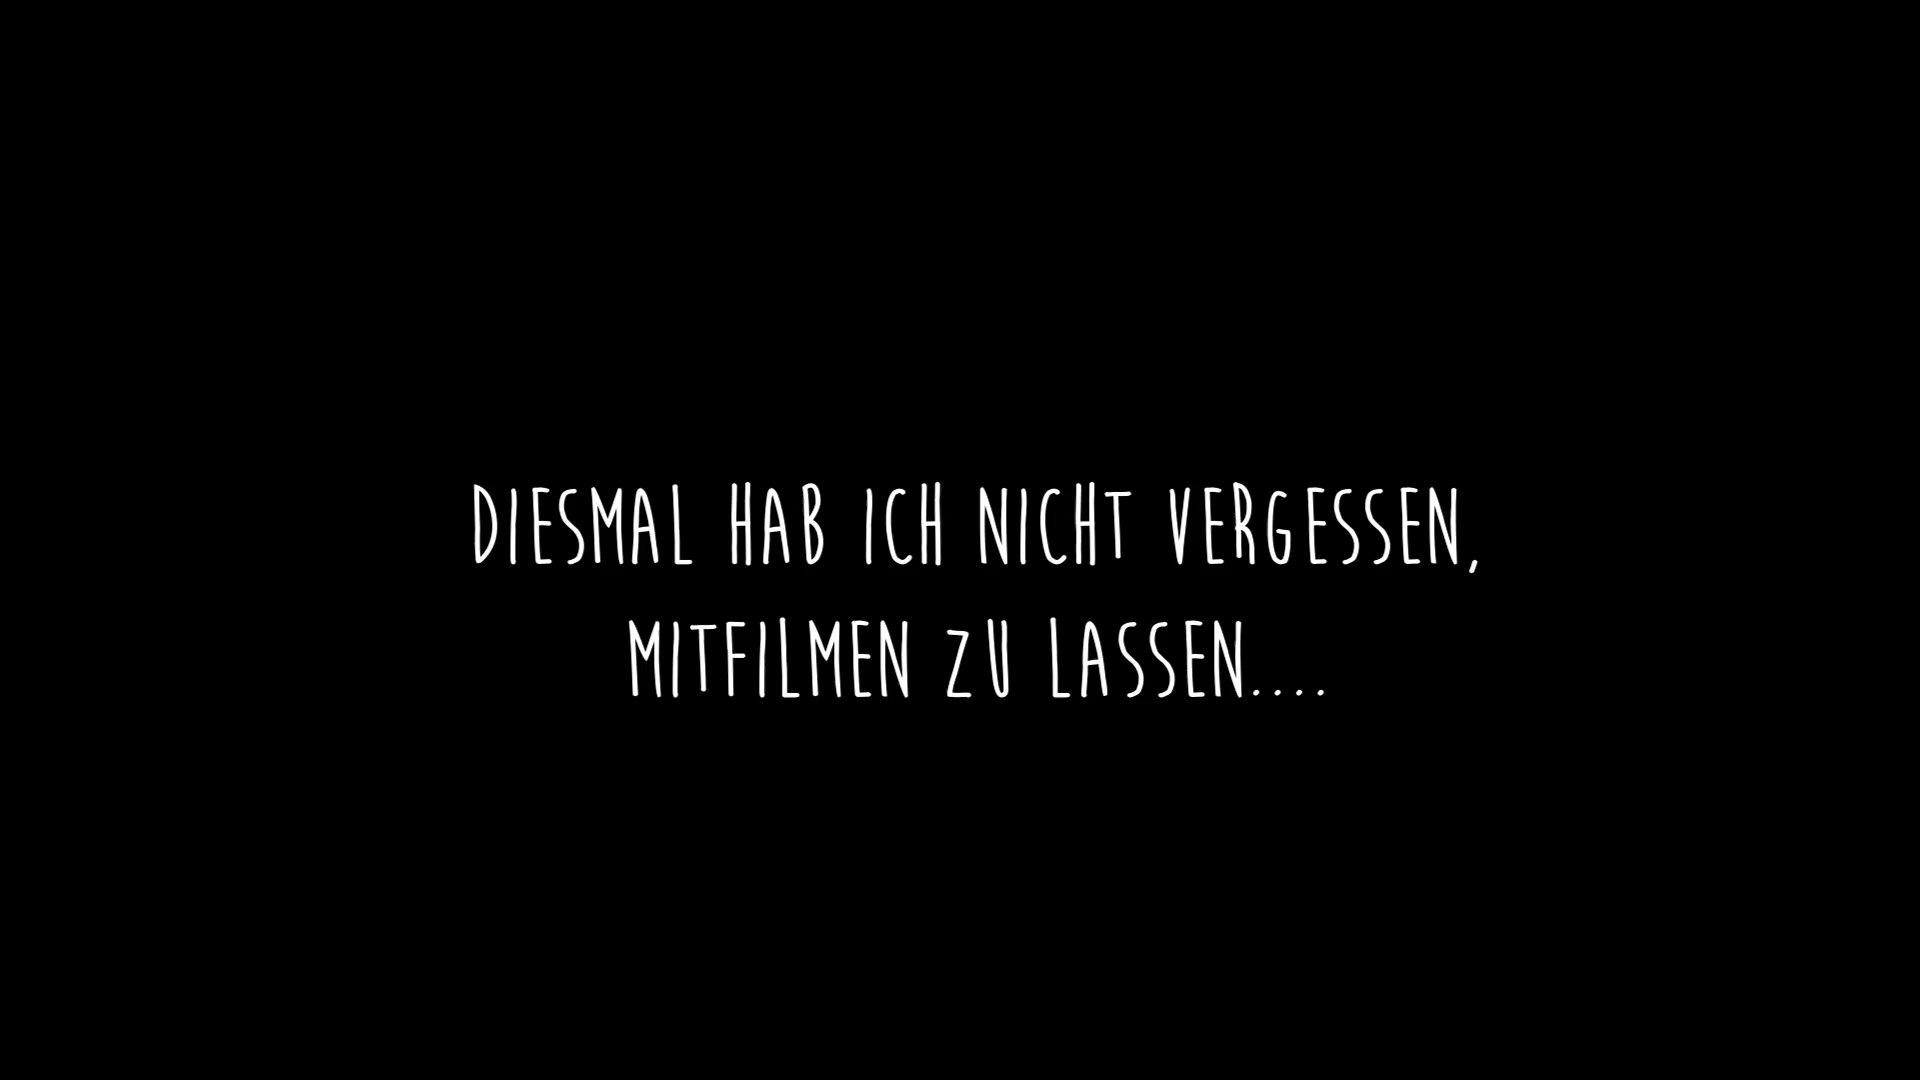 DIESMAL HAB ICH NICHT VERGESSEN,
MITFILMEN ZU LASSEN....